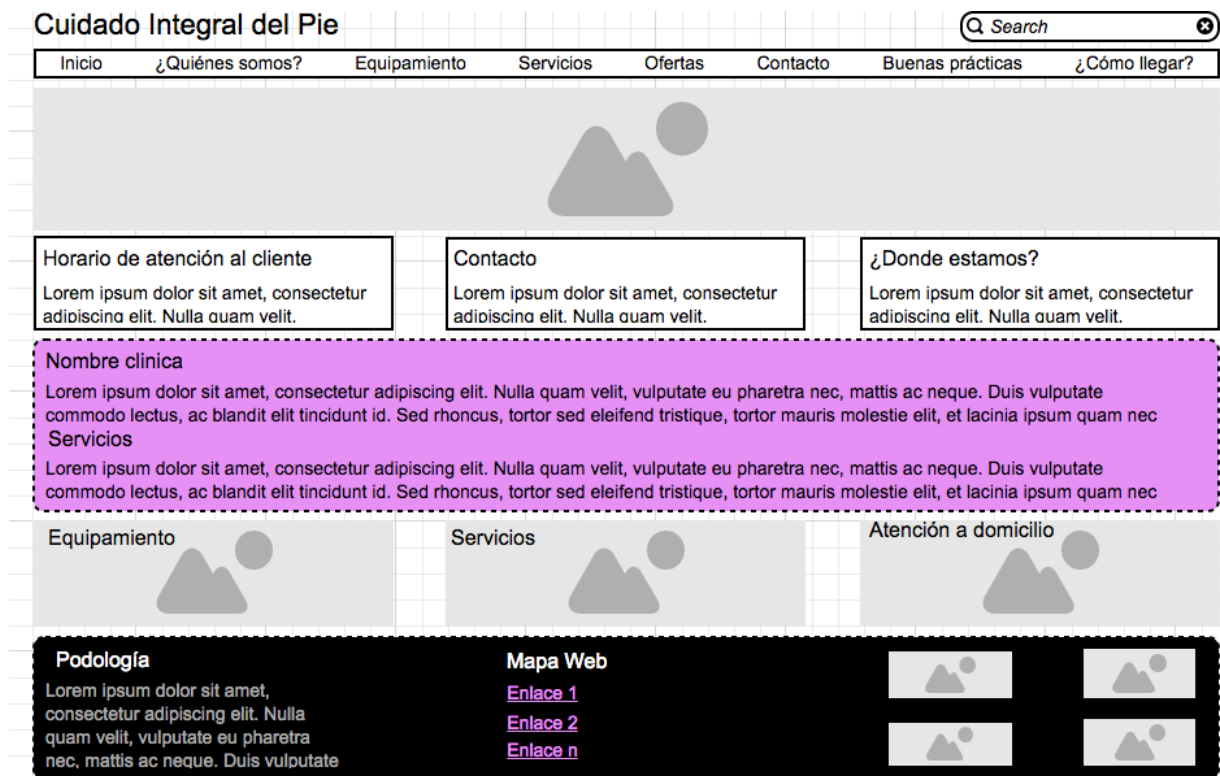 Cuidado Integral del Pie
Search
Inicio ¿Quiénes somos? Equipamiento Servicios Ofertas Contacto Buenas prácticas ¿Cómo llegar?
Horario de atención al cliente
Lorem ipsum dolor sit amet, consectetur
adipiscing elit. Nulla quam velit.
Contacto
Lorem ipsum dolor sit amet, consectetur
adipiscing elit. Nulla quam velit.
¿Donde estamos?
Lorem ipsum dolor sit amet, consectetur
adipiscing elit. Nulla quam velit.
Nombre clinica
Lorem ipsum dolor sit amet, consectetur adipiscing elit. Nulla quam velit, vulputate eu pharetra nec, mattis ac neque. Duis vulputate
commodo lectus, ac blandit elit tincidunt id. Sed rhoncus, tortor sed eleifend tristique, tortor mauris molestie elit, et lacinia ipsum quam nec
Servicios
Lorem ipsum dolor sit amet, consectetur adipiscing elit. Nulla quam velit, vulputate eu pharetra nec, mattis ac neque. Duis vulputate
commodo lectus, ac blandit elit tincidunt id. Sed rhoncus, tortor sed eleifend tristique, tortor mauris molestie elit, et lacinia ipsum quam nec
Equipamiento
Servicios
Atención a domicilio
Podología
Lorem ipsum dolor sit amet,
consectetur adipiscing elit. Nulla
quam velit, vulputate eu pharetra
nec, mattis ac neque. Duis vulputate
Mapa Web
Enlace 1
Enlace 2
Enlace n